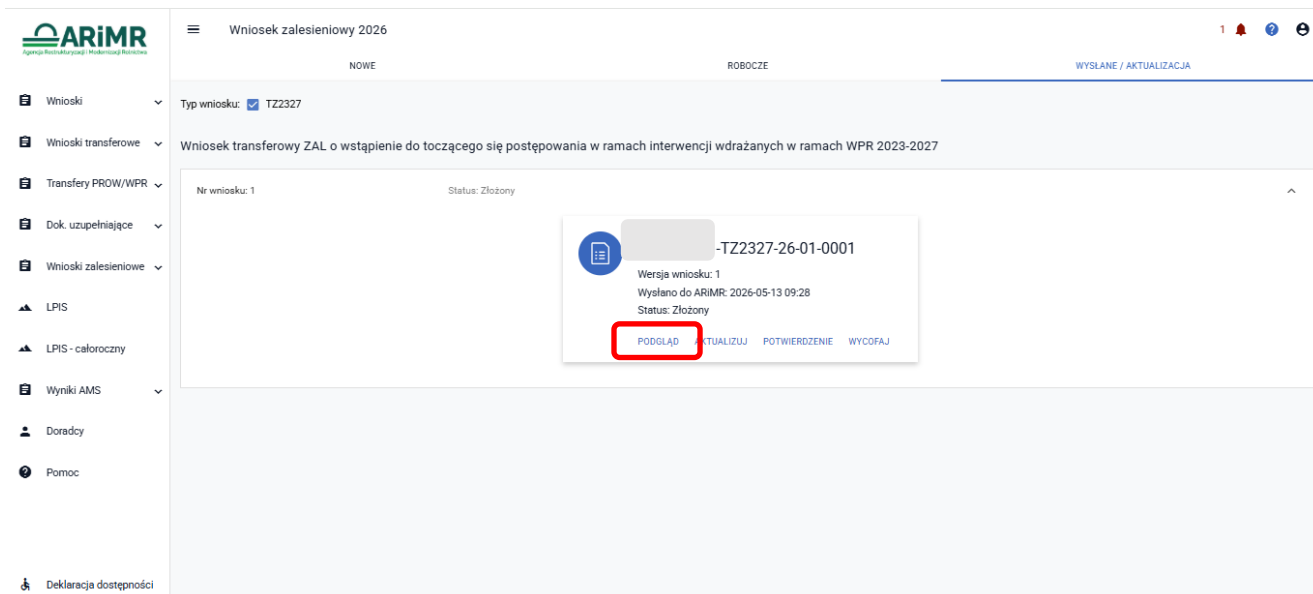 ARiMR
Agencja Restrukturyzacji i Modernizacji Rolnictwa
Wniosek zalesieniowy 2026
1
NOWE
ROBOCZE
WYSŁANE / AKTUALIZACJA
Wnioski
Wnioski transferowe
Transfery PROW/WPR
Dok. uzupełniające
Wnioski zalesieniowe
LPIS
LPIS - całoroczny
Wyniki AMS
Doradcy
Pomoc
Deklaracja dostępności
Typ wniosku: TZ2327
Wniosek transferowy ZAL o wstąpienie do toczącego się postępowania w ramach interwencji wdrażanych w ramach WPR 2023-2027
Nr wniosku: 1
Status: Złożony
-TZ2327-26-01-0001
Wersja wniosku: 1
Wysłano do ARiMR: 2026-05-13 09:28
Status: Złożony
PODGLĄD AKTUALIZUJ POTWIERDZENIE WYCOFAJ